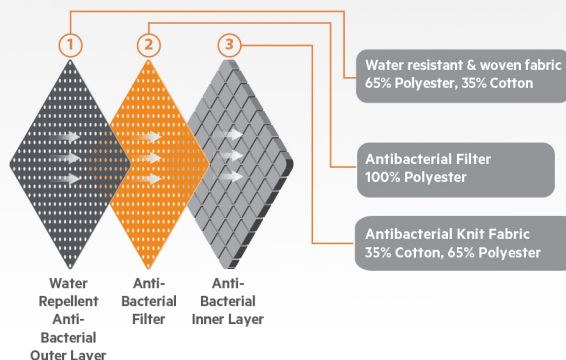 1
2
3
Water resistant & woven fabric
65% Polyester, 35% Cotton
Antibacterial Filter
100% Polyester
Antibacterial Knit Fabric
35% Cotton, 65% Polyester
Water
Repellent
Anti-
Bacterial
Outer Layer
Anti-
Bacterial
Filter
Anti-
Bacterial
Inner Layer